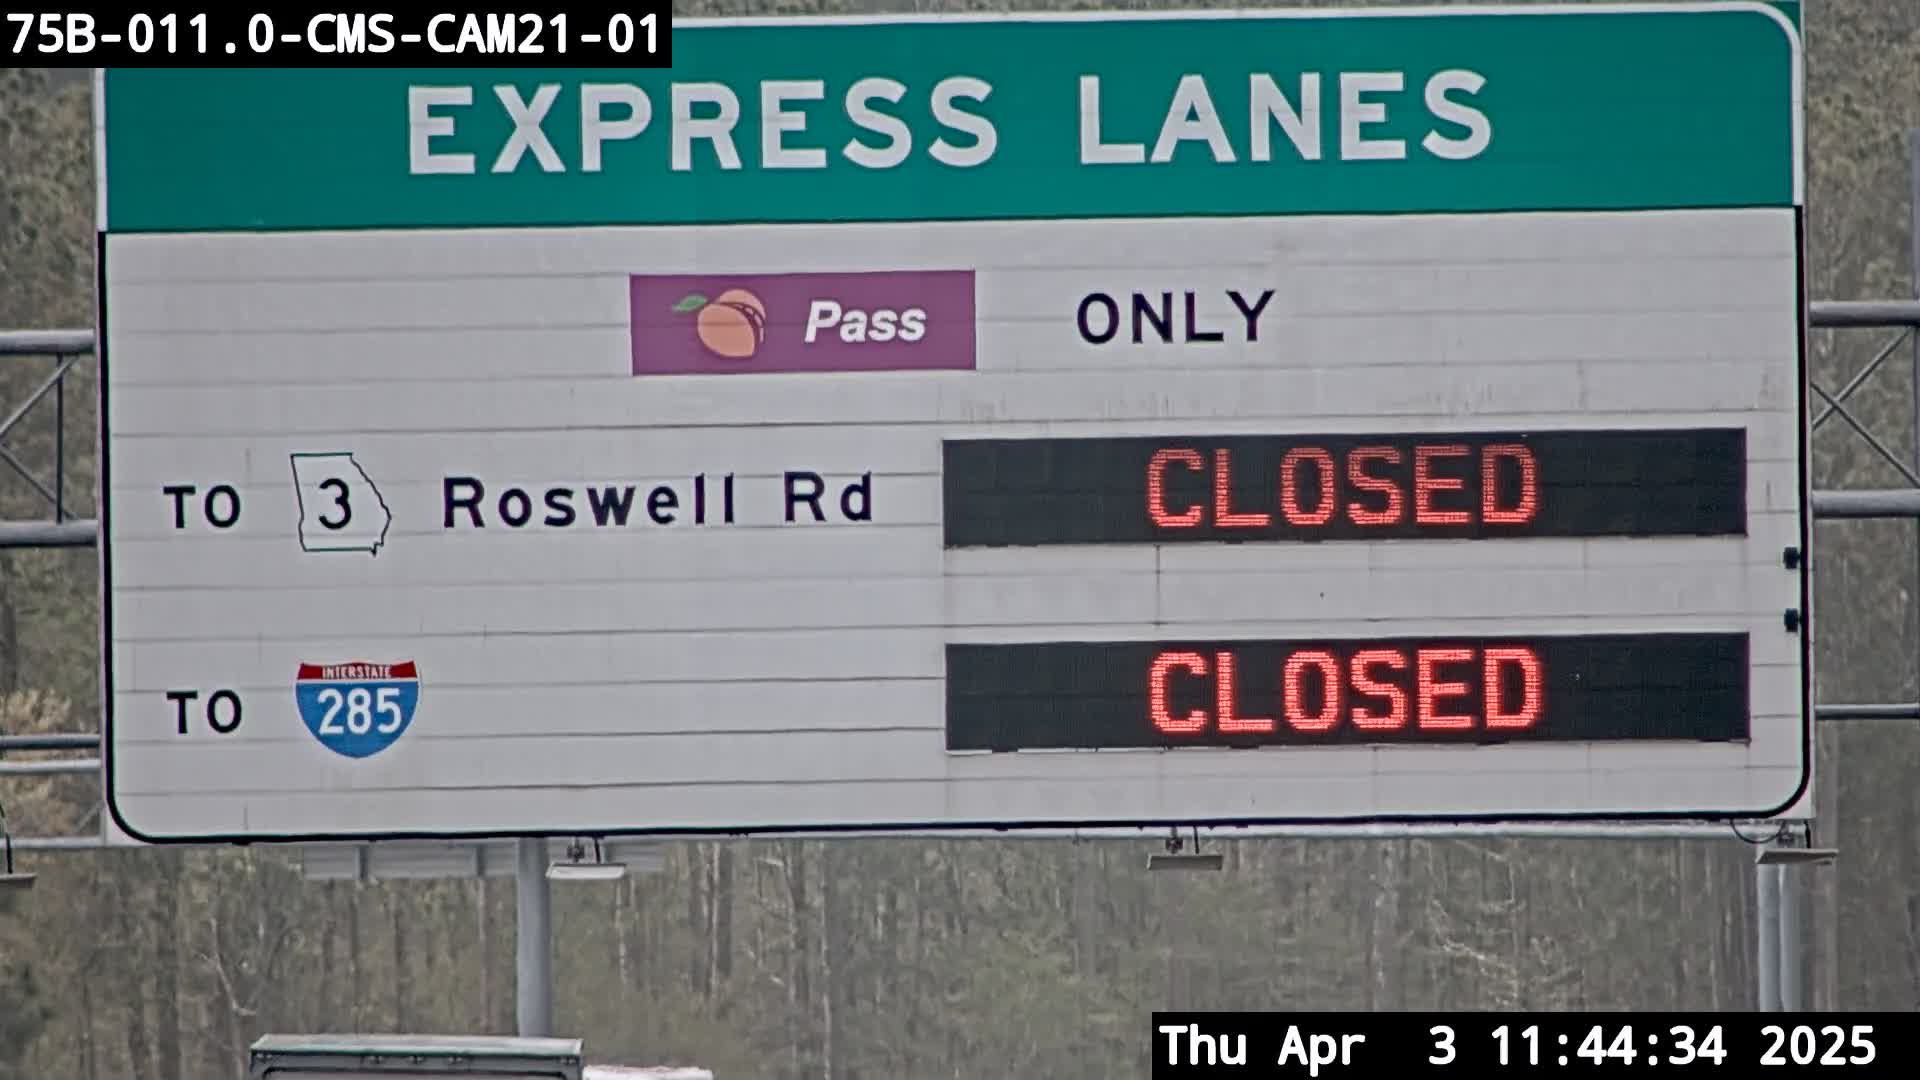 75B-011.0-CMS-CAM21-01
EXPRESS LANES
Pass ONLY
TO 3 Roswell Rd CLOSED
TO INTERSTATE 285 CLOSED
Thu Apr 3 11:44:34 2025